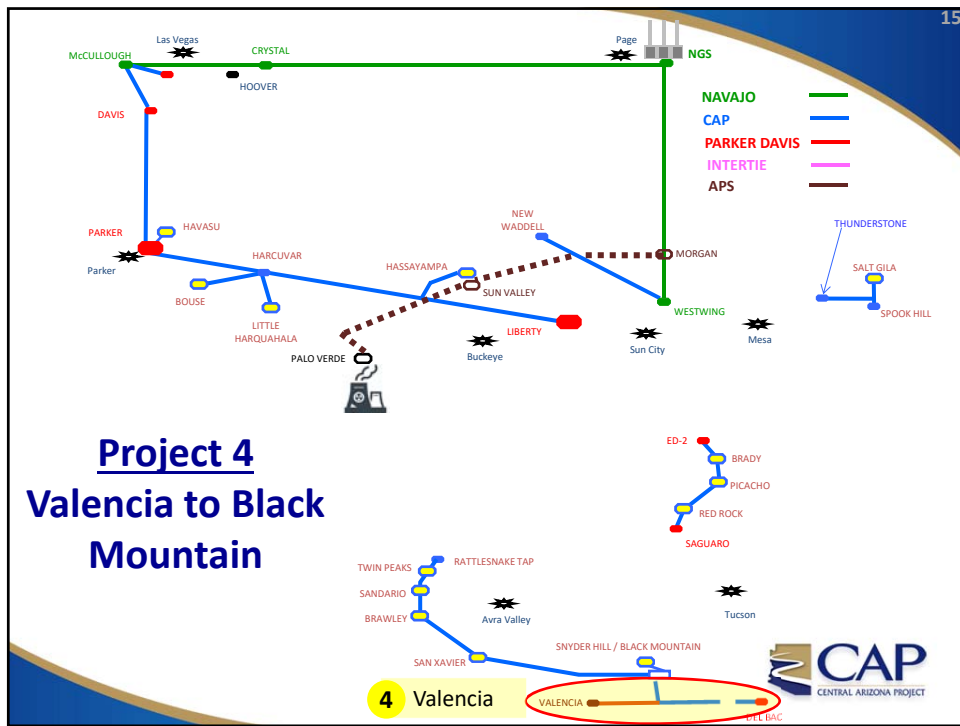 15
Las Vegas
McCULLOUGH
CRYSTAL
Page
NGS
HOOVER
DAVIS
NAVAJO
CAP
PARKER DAVIS
INTERTIE
APS
PARKER
HAVASU
Parker
HARCUVAR
BOUSE
LITTLE
HARQUAHALA
HASSAYAMPA
SUN VALLEY
NEW
WADDELL
MORGAN
WESTWING
THUNDERSTONE
SALT GILA
SPOOK HILL
LIBERTY
PALO VERDE
Buckeye
Sun City
Mesa
Project 4
Valencia to Black
Mountain
ED-2
BRADY
PICACHO
RED ROCK
SAGUARO
TWIN PEAKS
RATTLESNAKE TAP
SANDARIO
BRAWLEY
Avra Valley
Tucson
SAN XAVIER
SNYDER HILL / BLACK MOUNTAIN
4 Valencia
VALENCIA
DEL BAC
CAP
CENTRAL ARIZONA PROJECT